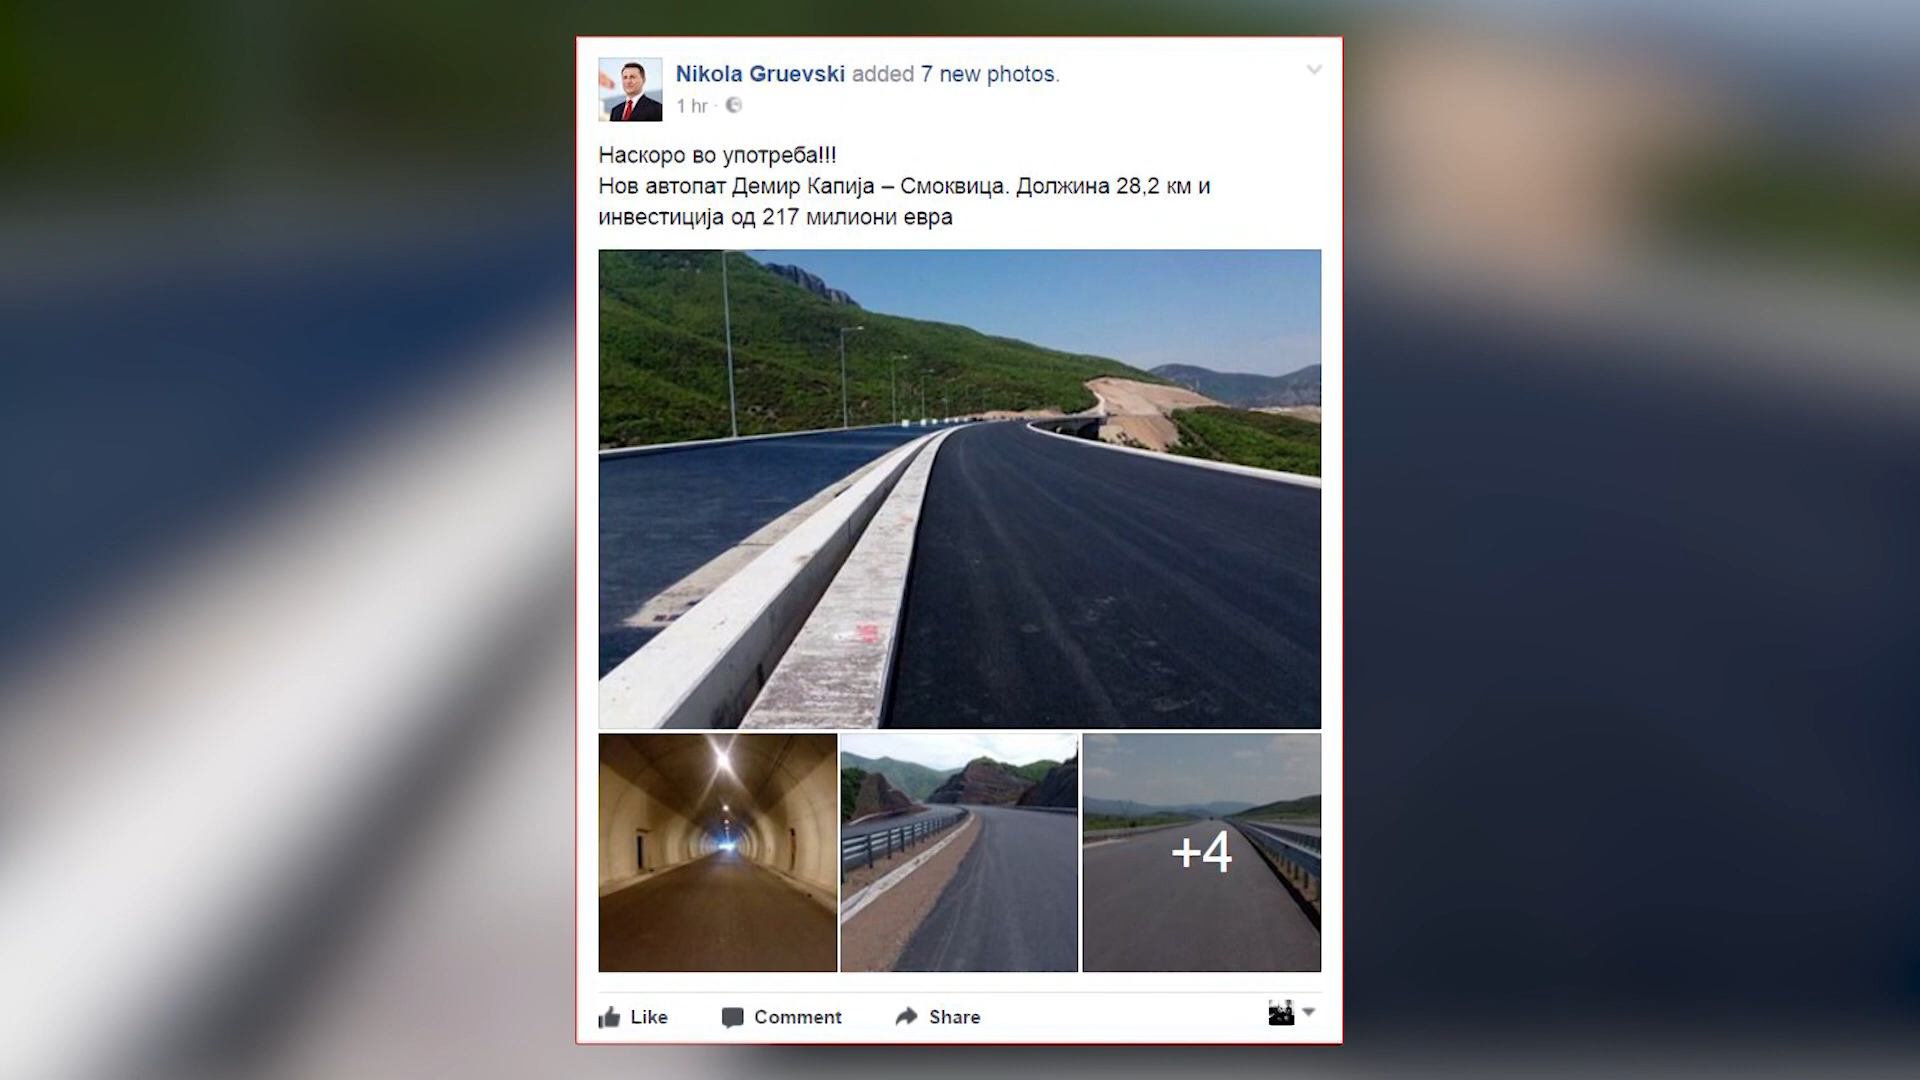 Nikola Gruevski added 7 new photos.
1 hr ·
Наскоро во употреба!!!
Нов автопат Демир Капија – Смоквица. Должина 28,2 км и
инвестиција од 217 милиони евра
+4
Like Comment Share